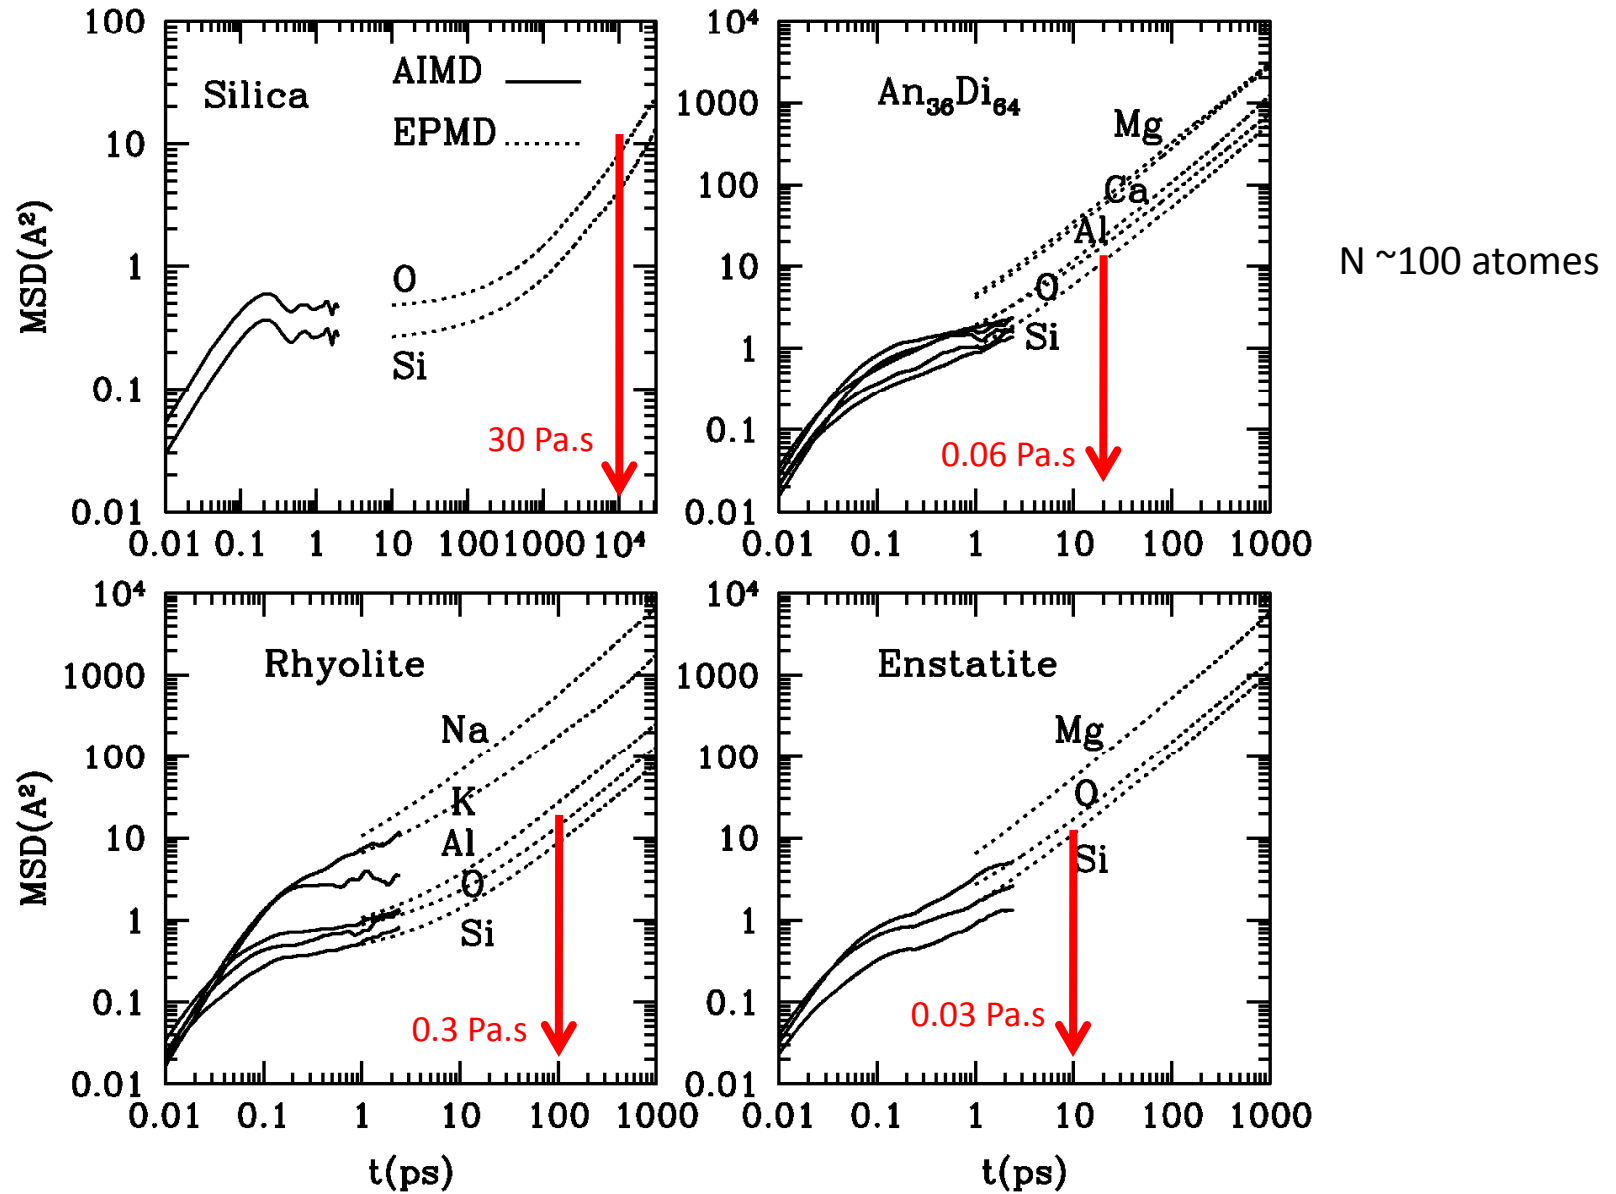 100
10
1
0.1
0.01
MSD(A²)
Silica
AIMD
EPMD
O
Si
30 Pa.s
0.01 0.1 1 10 100 1000 10⁴
10⁴
1000
100
10
1
0.1
0.01
An₃₆Di₆₄
Mg
Ca
Al
O
Si
0.06 Pa.s
0.01 0.1 1 10 100 1000
N ~100 atomes
10⁴
1000
100
10
1
0.1
0.01
MSD(A²)
Rhyolite
Na
K
Al
O
Si
0.3 Pa.s
0.01 0.1 1 10 100 1000
t(ps)
10⁴
1000
100
10
1
0.1
0.01
Enstatite
Mg
O
Si
0.03 Pa.s
0.01 0.1 1 10 100 1000
t(ps)